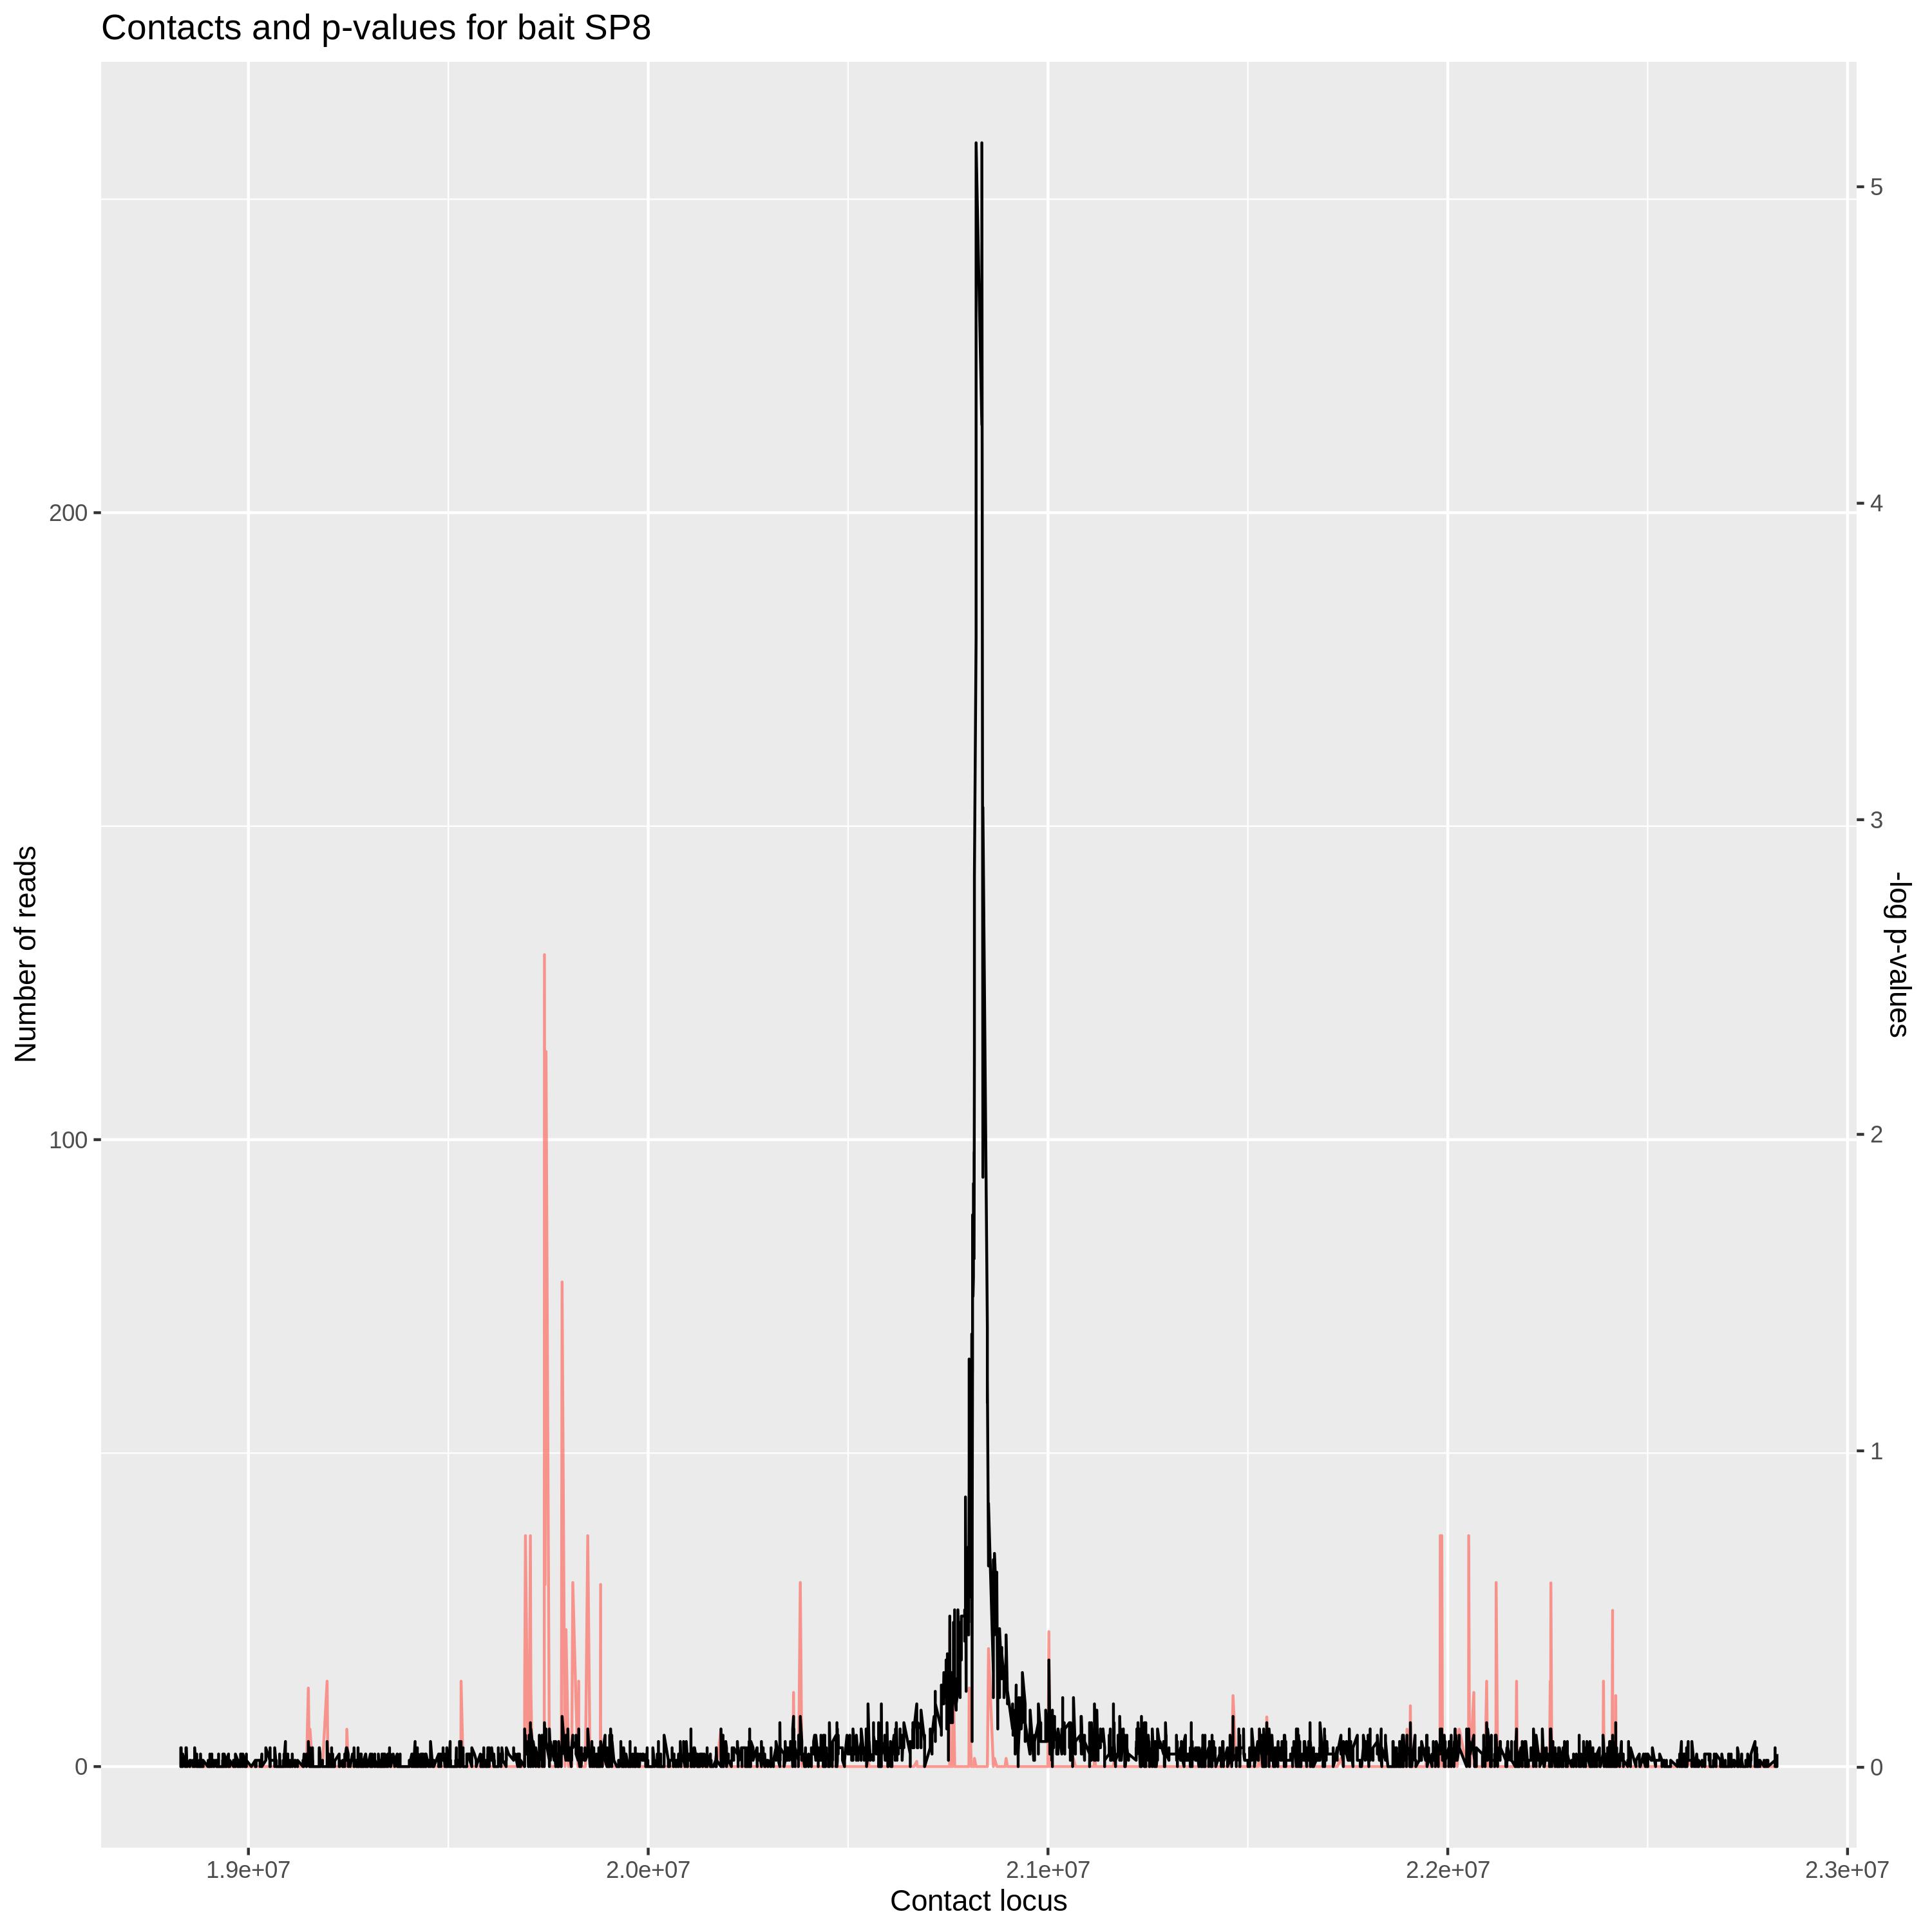 Contacts and p-values for bait SP8
Number of reads
200
100
0
5
4
3
2
1
0
-log p-values
1.9e+07
2.0e+07
2.1e+07
2.2e+07
2.3e+07
Contact locus